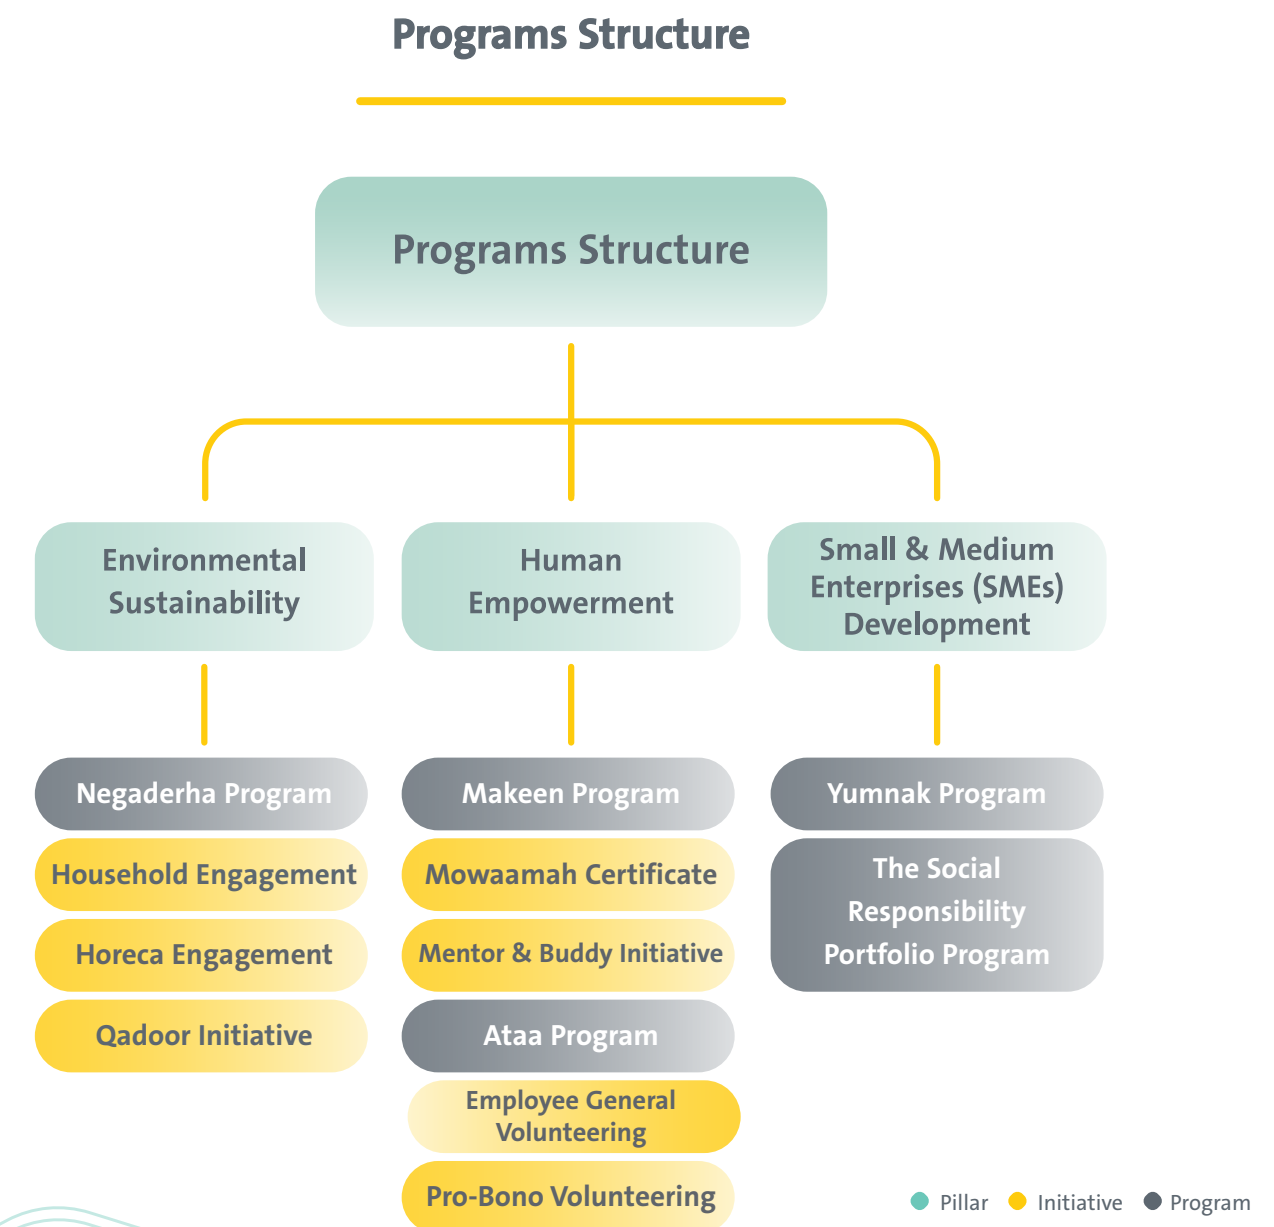 Programs Structure
Programs Structure
Environmental
Sustainability
Human
Empowerment
Small & Medium
Enterprises (SMEs)
Development
Negaderha Program
Household Engagement
Horeca Engagement
Qadoor Initiative
Makeen Program
Mowaamah Certificate
Mentor & Buddy Initiative
Ataa Program
Employee General
Volunteering
Pro-Bono Volunteering
Yumnak Program
The Social
Responsibility
Portfolio Program
Pillar
Initiative
Program